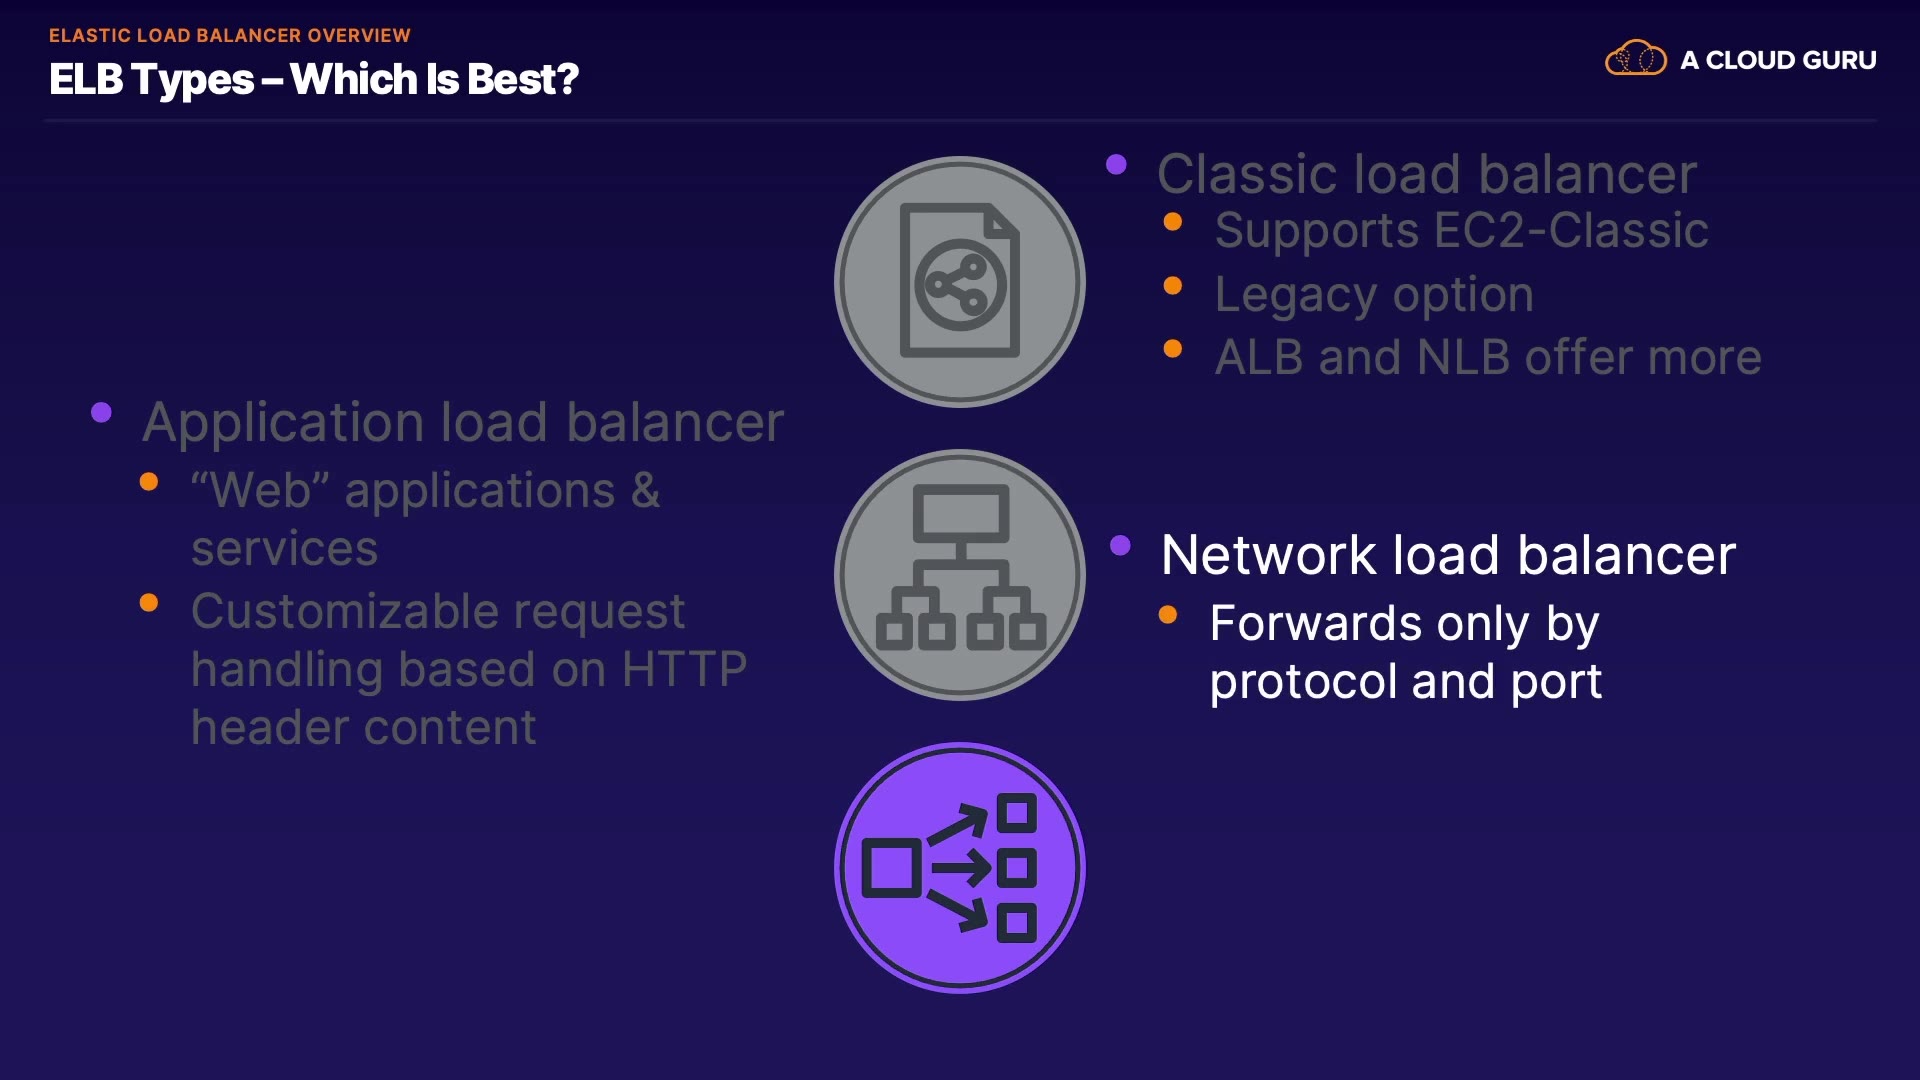 ELASTIC LOAD BALANCER OVERVIEW
ELB Types – Which Is Best?
A CLOUD GURU
Classic load balancer
Supports EC2-Classic
Legacy option
ALB and NLB offer more
Application load balancer
“Web” applications &
services
Customizable request
handling based on HTTP
header content
Network load balancer
Forwards only by
protocol and port